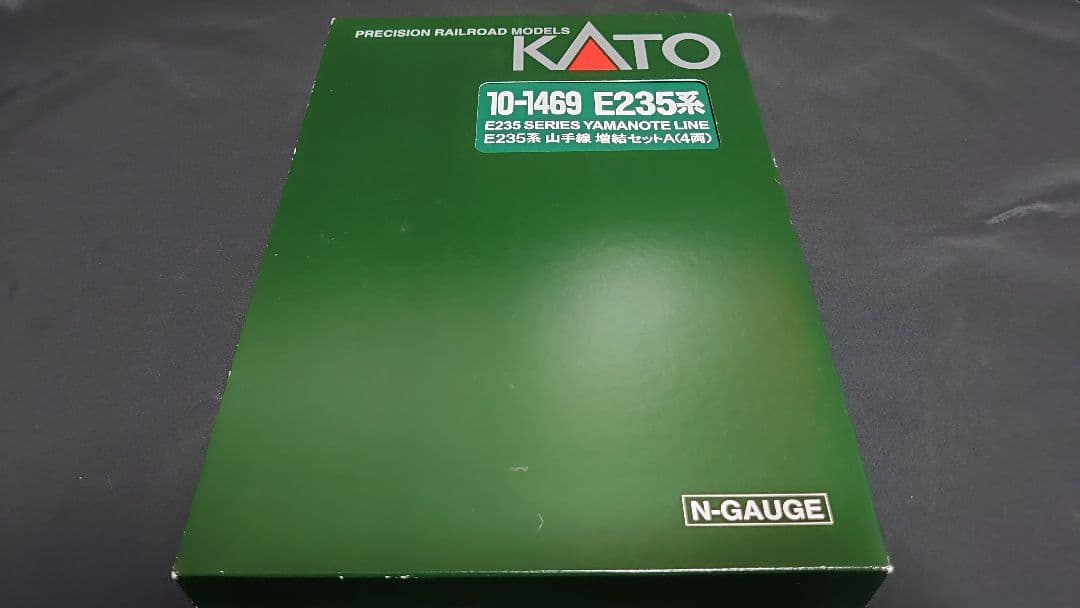 PRECISION RAILROAD MODELS
KATO
10-1469 E235系
E235 SERIES YAMANOTE LINE
E235系 山手線 増結セットA(4両)
N-GAUGE